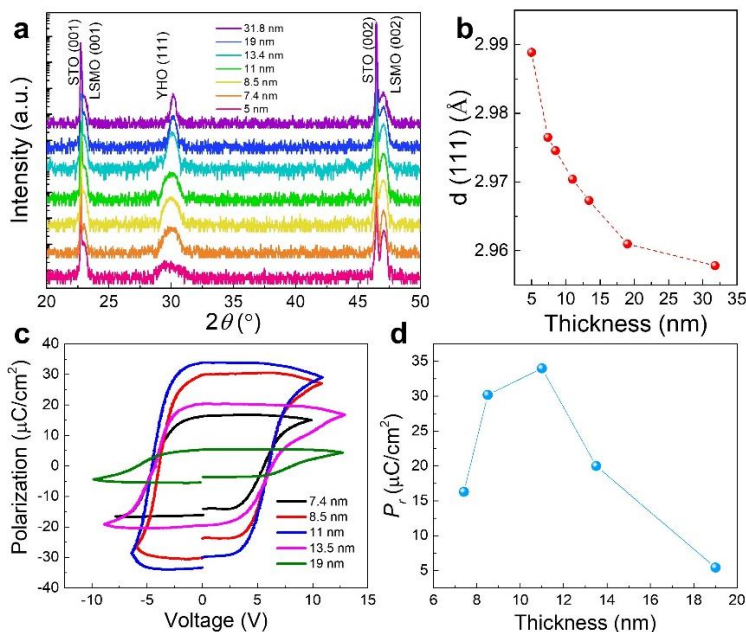 a
Intensity (a.u.)
STO (001)
LSMO (001)
YHO (111)
STO (002)
LSMO (002)
31.8 nm
19 nm
13.4 nm
11 nm
8.5 nm
7.4 nm
5 nm
20 25 30 35 40 45 50
2θ (°)
b
d (111) (Å)
2.99
2.98
2.97
2.96
5 10 15 20 25 30 35
Thickness (nm)
c
Polarization (μC/cm²)
40
30
20
10
0
-10
-20
-30
-40
7.4 nm
8.5 nm
11 nm
13.5 nm
19 nm
-10 -5 0 5 10 15
Voltage (V)
d
Pr (μC/cm²)
35
30
25
20
15
10
5
6 8 10 12 14 16 18 20
Thickness (nm)